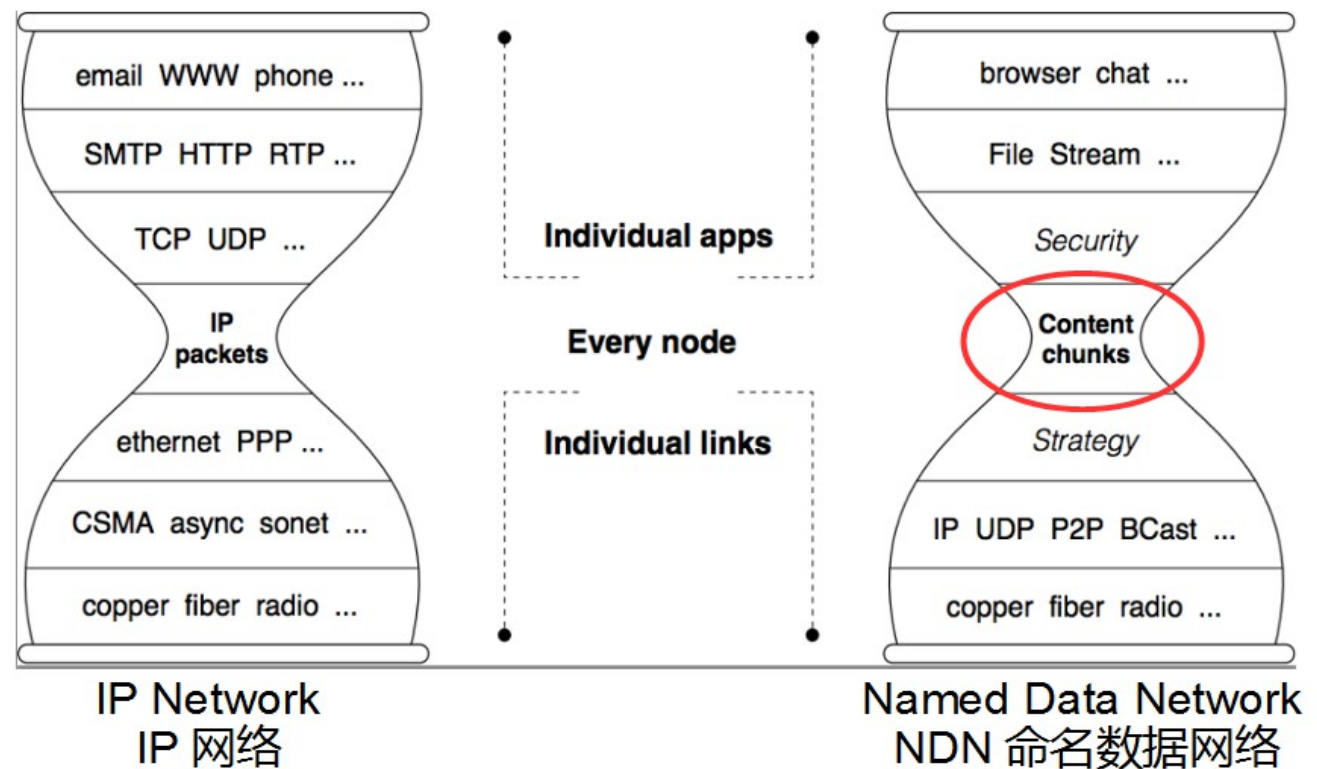 email WWW phone ...
SMTP HTTP RTP ...
TCP UDP ...
IP
packets
ethernet PPP ...
CSMA async sonet ...
copper fiber radio ...
IP Network
IP 网络
Individual apps
Every node
Individual links
browser chat ...
File Stream ...
Security
Content
chunks
Strategy
IP UDP P2P BCast ...
copper fiber radio ...
Named Data Network
NDN 命名数据网络